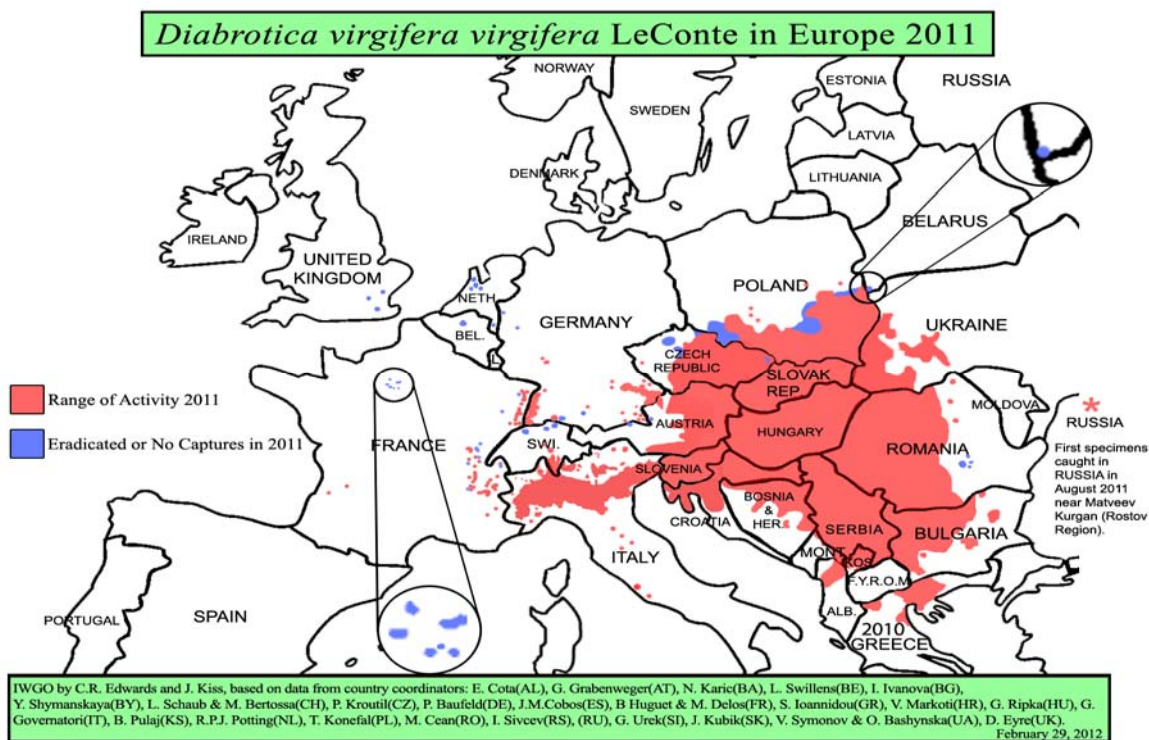 Diabrotica virgifera virgifera LeConte in Europe 2011
NORWAY
ESTONIA
RUSSIA
SWEDEN
LATVIA
DENMARK
LITHUANIA
BELARUS
IRELAND
UNITED
KINGDOM
NETH.
POLAND
BEL.
GERMANY
UKRAINE
L.
CZECH
REPUBLIC
SLOVAK
REP.
Range of Activity 2011
Eradicated or No Captures in 2011
FRANCE
SWI.
AUSTRIA
HUNGARY
MOLDOVA
ROMANIA
* RUSSIA
First specimens
caught in
RUSSIA in
August 2011
near Matveev
Kurgan (Rostov
Region).
SLOVENIA
CROATIA
BOSNIA
&
HER.
SERBIA
BULGARIA
ITALY
MONT.
KOS.
F.Y.R.O.M
ALB.
2010
GREECE
PORTUGAL
SPAIN
IWGO by C.R. Edwards and J. Kiss, based on data from country coordinators: E. Cota(AL), G. Grabenweger(AT), N. Karic(BA), L. Swillens(BE), I. Ivanova(BG),
Y. Shymanskaya(BY), L. Schaub & M. Bertossa(CH), P. Kroutil(CZ), P. Baufeld(DE), J.M.Cobos(ES), B Huguet & M. Delos(FR), S. Ioannidou(GR), V. Markoti(HR), G. Ripka(HU), G.
Governatori(IT), B. Pulaj(KS), R.P.J. Potting(NL), T. Konefal(PL), M. Cean(RO), I. Sivcev(RS), (RU), G. Urek(SI), J. Kubik(SK), V. Symonov & O. Bashynska(UA), D. Eyre(UK).
February 29, 2012